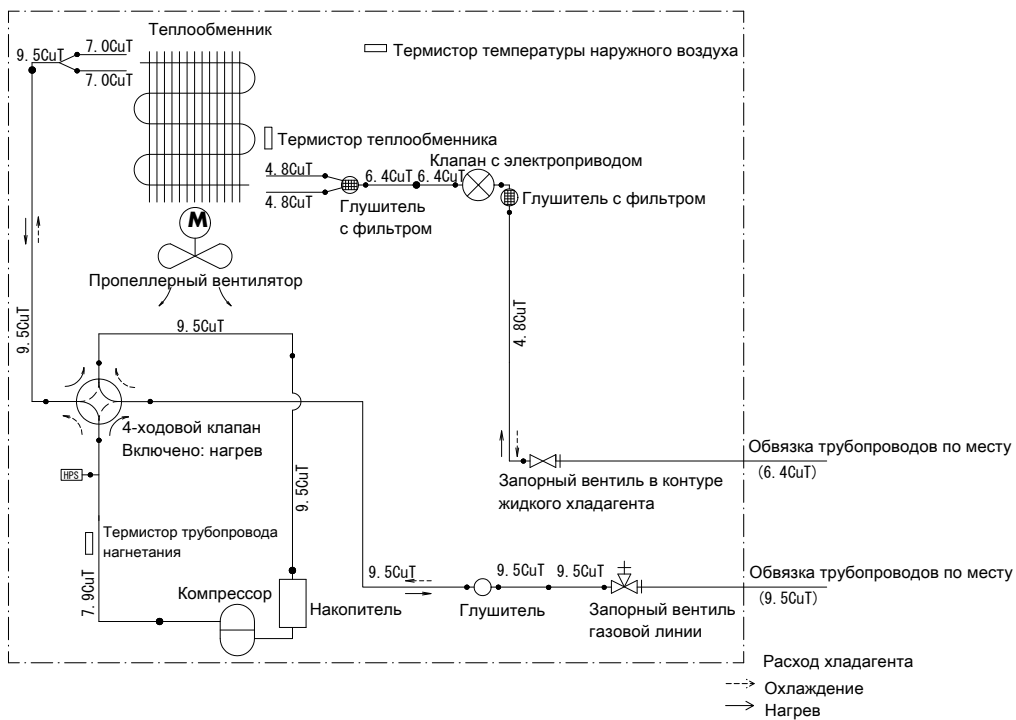 Теплообменник
9.5CuT
7.0CuT
7.0CuT
Термистор температуры наружного воздуха
Термистор теплообменника
Клапан с электроприводом
4.8CuT
4.8CuT
6.4CuT
6.4CuT
Глушитель
с фильтром
Глушитель с фильтром
M
Пропеллерный вентилятор
9.5CuT
9.5CuT
4.8CuT
4-ходовой клапан
Включено: нагрев
HPS
9.5CuT
Запорный вентиль в контуре
жидкого хладагента
Обвязка трубопроводов по месту
(6.4CuT)
Термистор трубопровода
нагнетания
7.9CuT
Компрессор
Накопитель
9.5CuT
9.5CuT
9.5CuT
Глушитель
Запорный вентиль
газовой линии
Обвязка трубопроводов по месту
(9.5CuT)
Расход хладагента
Охлаждение
Нагрев